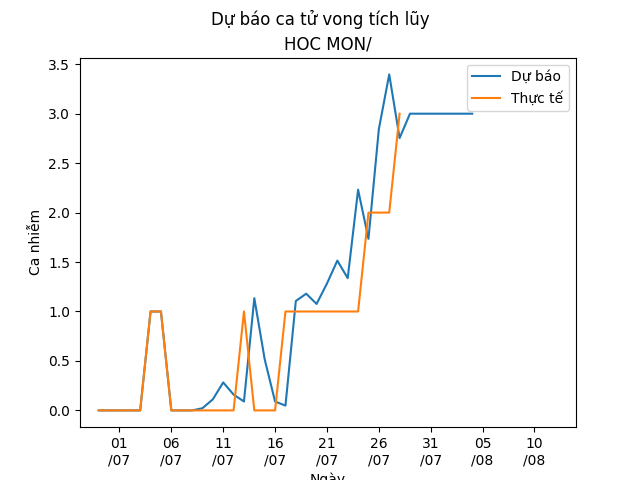 Dự báo ca tử vong tích lũy
HOC MON/
Dự báo
Thực tế
Ca nhiễm
3.5
3.0
2.5
2.0
1.5
1.0
0.5
0.0
01 06 11 16 21 26 31 05 10
/07 /07 /07 /07 /07 /07 /07 /08 /08
Ngày